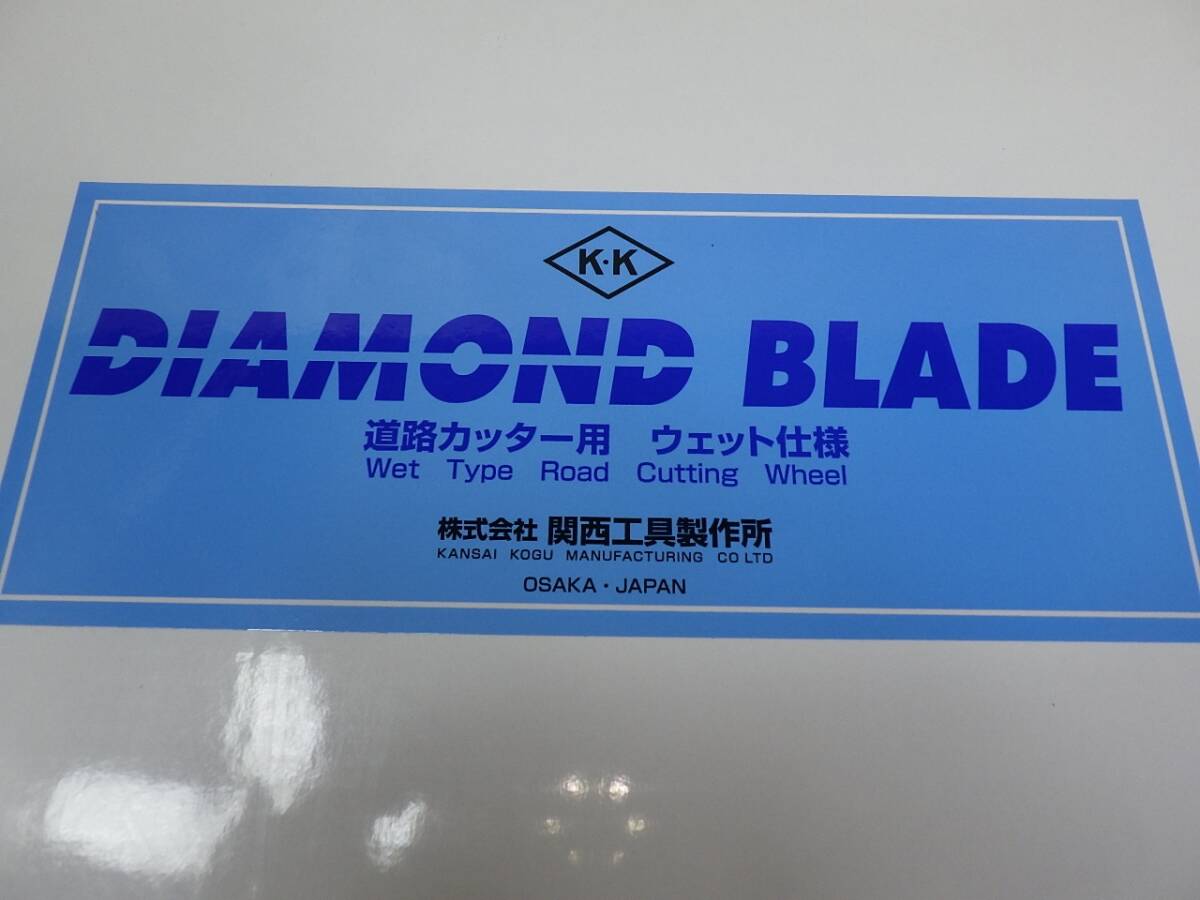 K·K
DIAMOND BLADE
道路カッター用 ウェット仕様
Wet Type Road Cutting Wheel
株式会社 関西工具製作所
KANSAI KOGU MANUFACTURING CO LTD
OSAKA・JAPAN